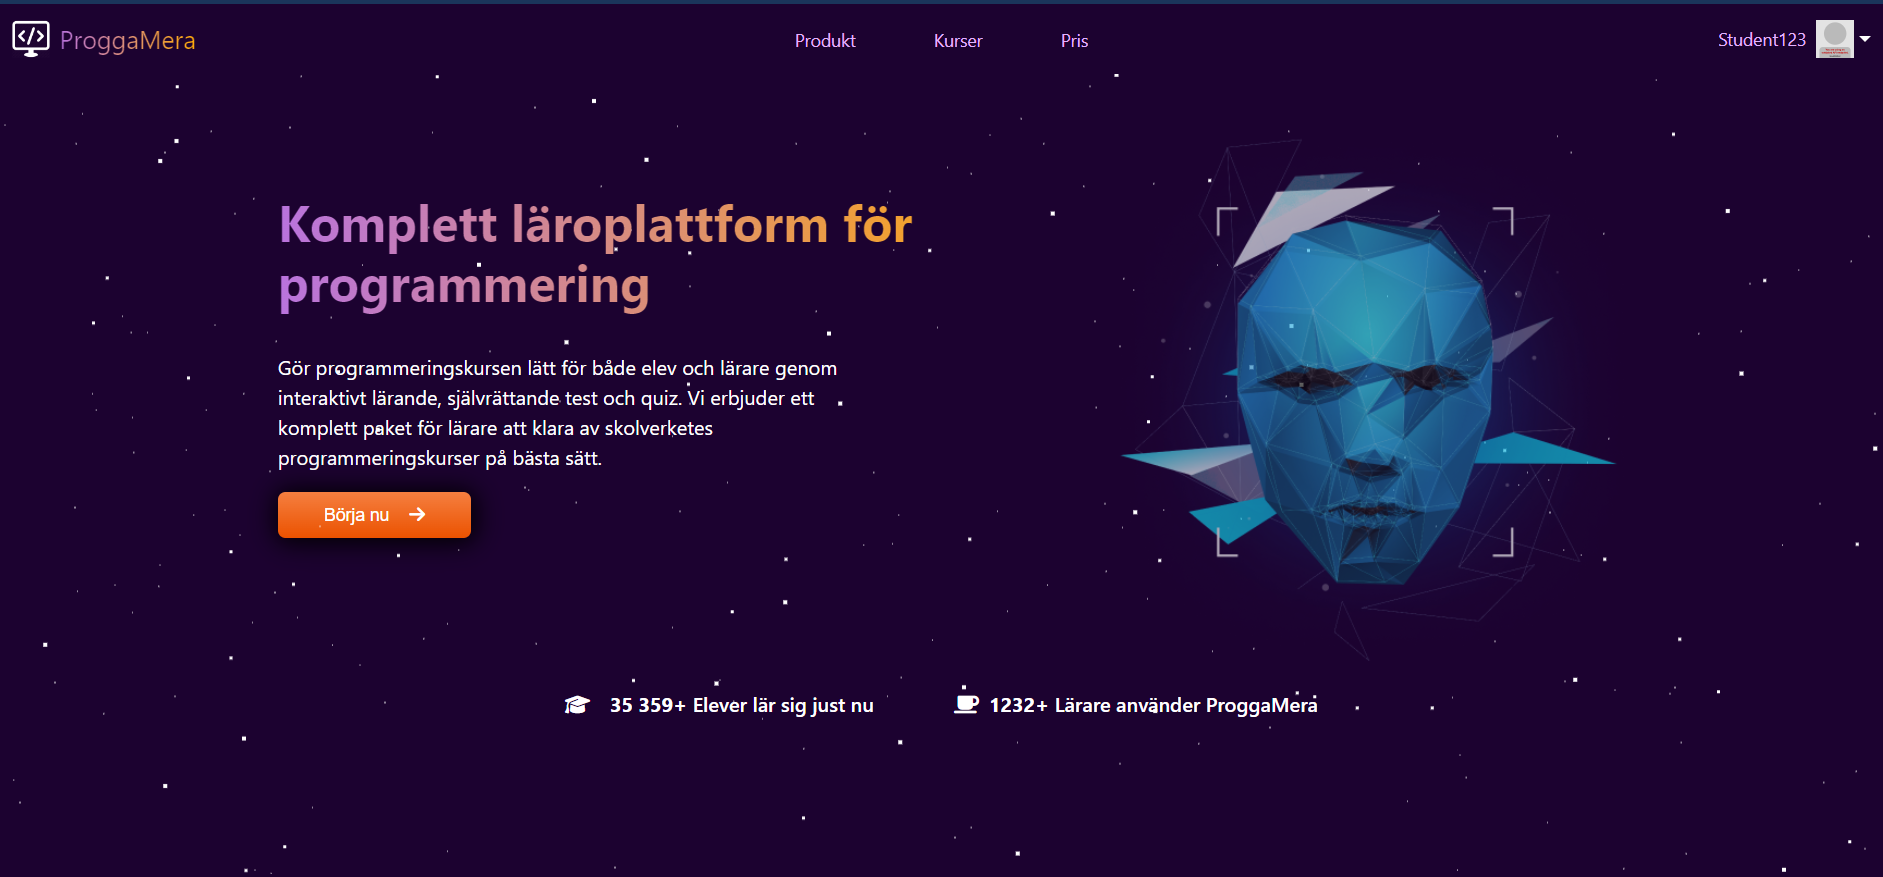 ProggaMera
Produkt Kurser Pris
Student123
Komplett läroplattform för
programmering
Gör programmeringskursen lätt för både elev och lärare genom
interaktivt lärande, självrättande test och quiz. Vi erbjuder ett
komplett paket för lärare att klara av skolverketes
programmeringskurser på bästa sätt.
Börja nu
35 359+ Elever lär sig just nu
1232+ Lärare använder ProggaMera